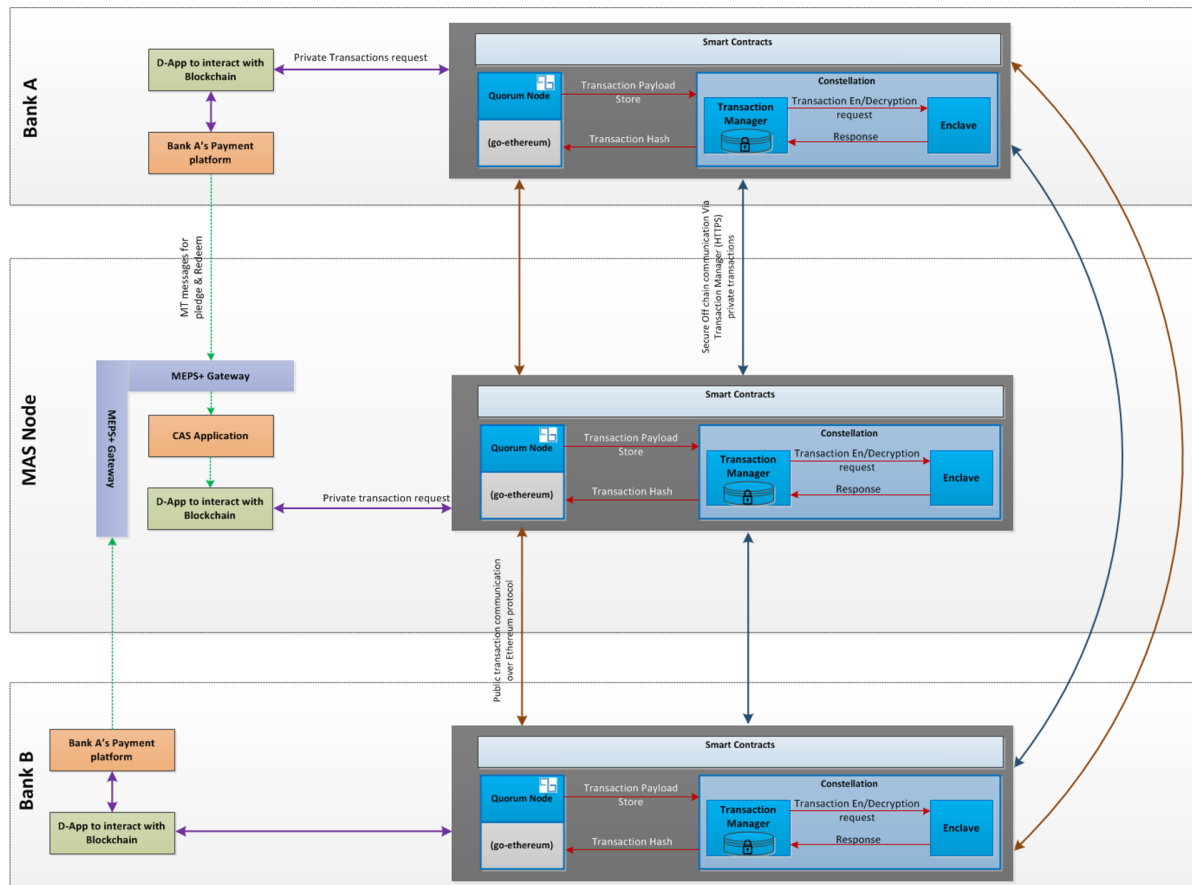 Bank A
D-App to interact with
Blockchain
Private Transactions request
Bank A's Payment
platform
Smart Contracts
Quorum Node
(go-ethereum)
Transaction Payload
Store
Transaction Hash
Constellation
Transaction
Manager
Transaction En/Decryption
request
Response
Enclave
MT messages for
pledge & Redeem
Secure Off chain communication Via
Transaction Manager (HTTPS)
private transactions
MAS Node
MEPS+ Gateway
MEPS+ Gateway
CAS Application
D-App to interact with
Blockchain
Private transaction request
Smart Contracts
Quorum Node
(go-ethereum)
Transaction Payload
Store
Transaction Hash
Constellation
Transaction
Manager
Transaction En/Decryption
request
Response
Enclave
Public transaction communication
over Ethereum protocol
Bank B
Bank A's Payment
platform
D-App to interact with
Blockchain
Smart Contracts
Quorum Node
(go-ethereum)
Transaction Payload
Store
Transaction Hash
Constellation
Transaction
Manager
Transaction En/Decryption
request
Response
Enclave